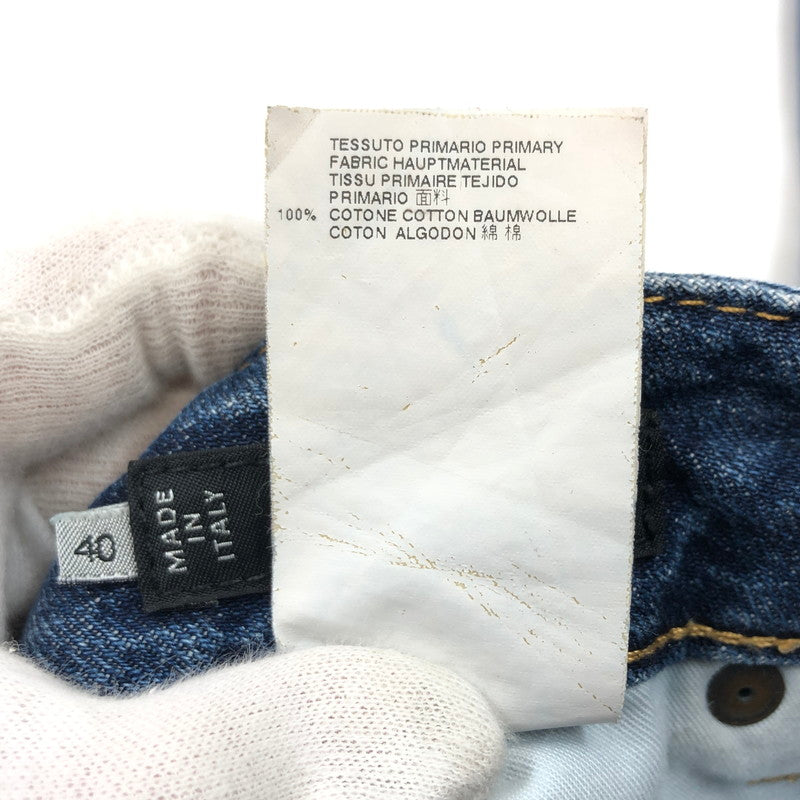 TESSUTO PRIMARIO PRIMARY
FABRIC HAUPTMATERIAL
TISSU PRIMAIRE TEJIDO
PRIMARIO 面料
100% COTONE COTTON BAUMWOLLE
COTON ALGODON 綿 棉
40
MADE
IN
ITALY